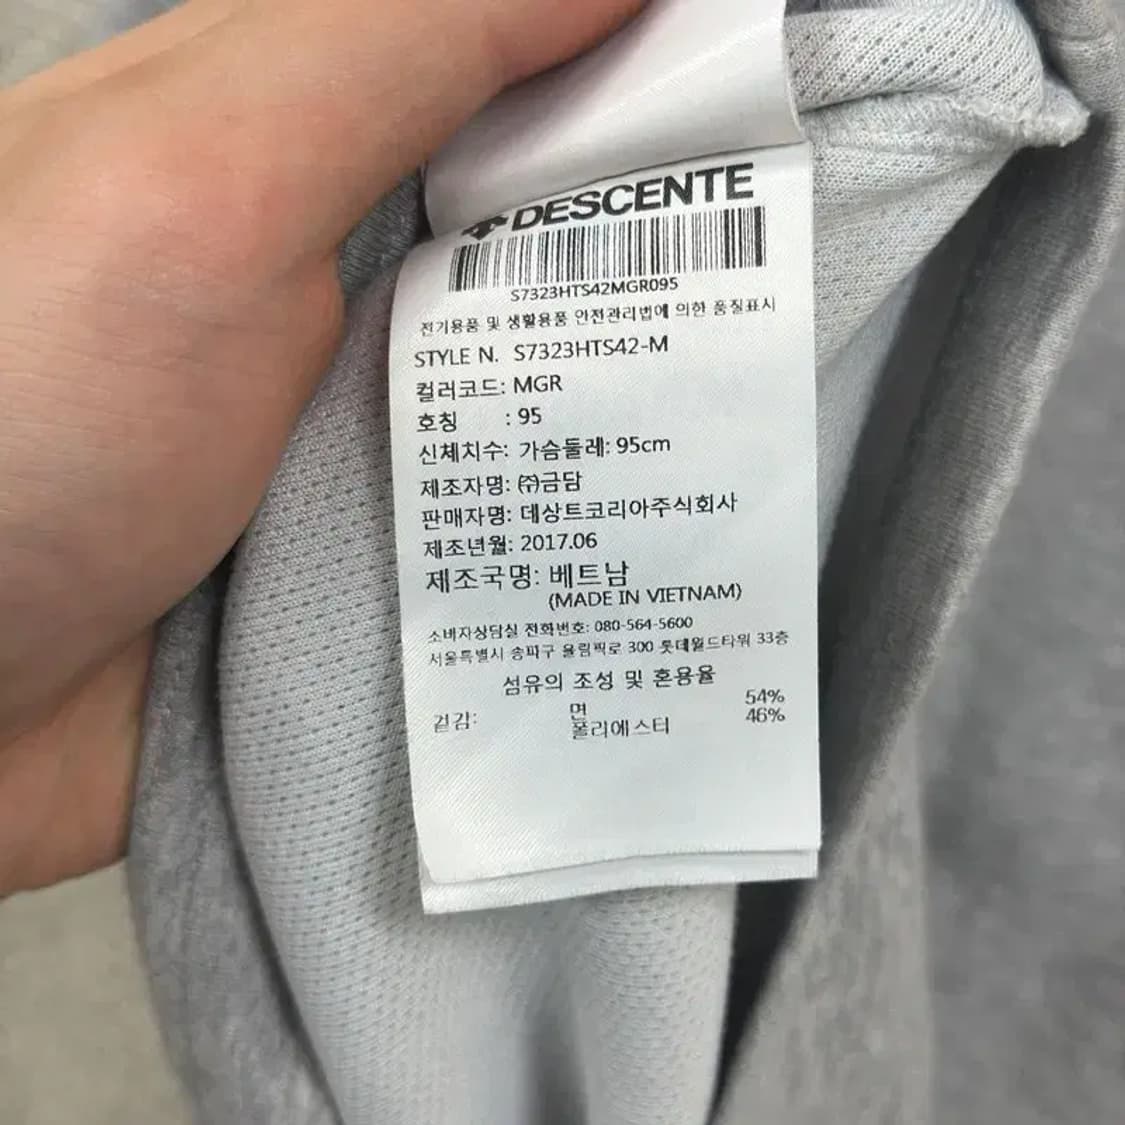 DESCENTE
S7323HTS42MGR095
전기용품 및 생활용품 안전관리법에 의한 품질표시
STYLE N. S7323HTS42-M
컬러코드: MGR
호칭 : 95
신체치수: 가슴둘레: 95cm
제조자명: ㈜금담
판매자명: 데상트코리아주식회사
제조년월: 2017.06
제조국명: 베트남
(MADE IN VIETNAM)
소비자상담실 전화번호: 080-564-5600
서울특별시 송파구 올림픽로 300 롯데월드타워 33층
섬유의 조성 및 혼용율
겉감: 면 54%
폴리에스터 46%